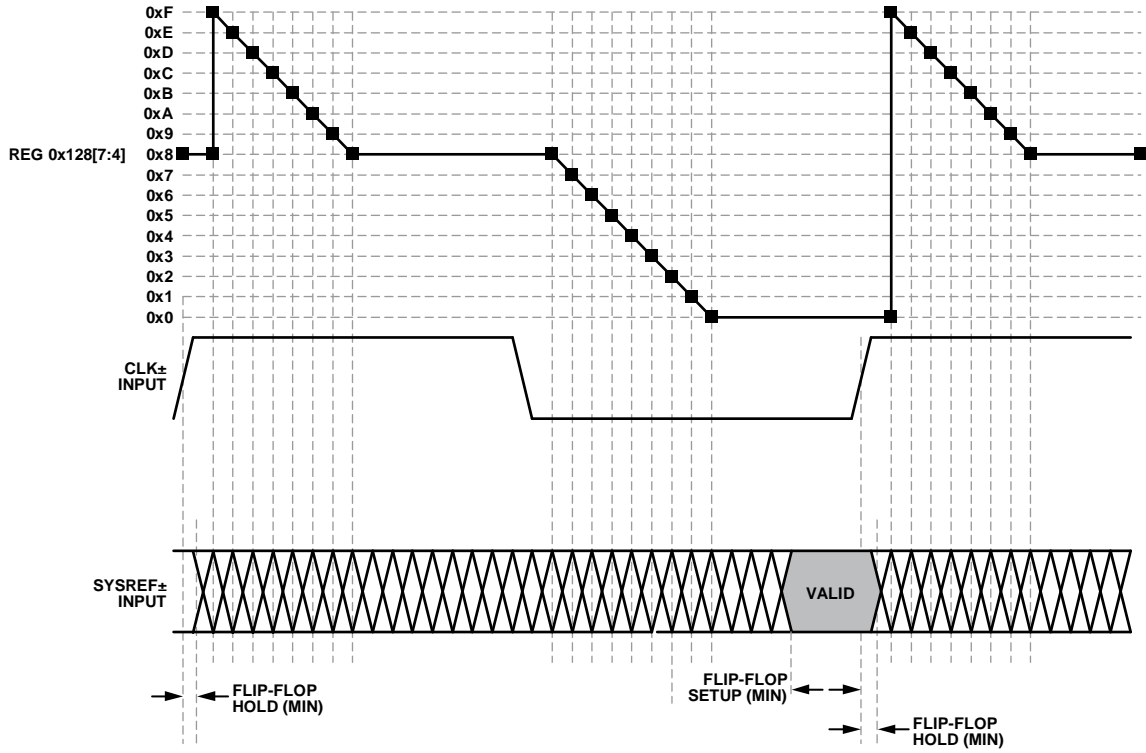 0xF
0xE
0xD
0xC
0xB
0xA
0x9
REG 0x128[7:4] 0x8
0x7
0x6
0x5
0x4
0x3
0x2
0x1
0x0
CLK±
INPUT
SYSREF±
INPUT
VALID
FLIP-FLOP
HOLD (MIN)
FLIP-FLOP
SETUP (MIN)
FLIP-FLOP
HOLD (MIN)